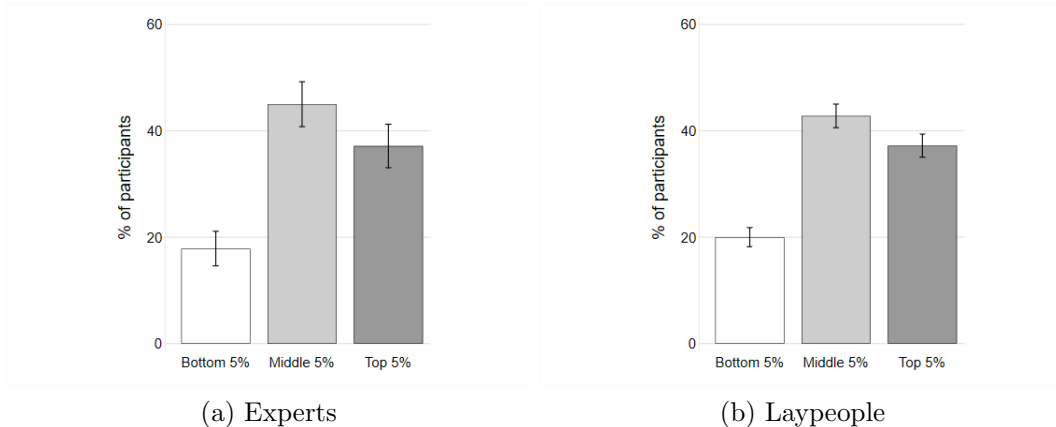 60
40
20
0
% of participants
Bottom 5% Middle 5% Top 5%
(a) Experts
60
40
20
0
% of participants
Bottom 5% Middle 5% Top 5%
(b) Laypeople